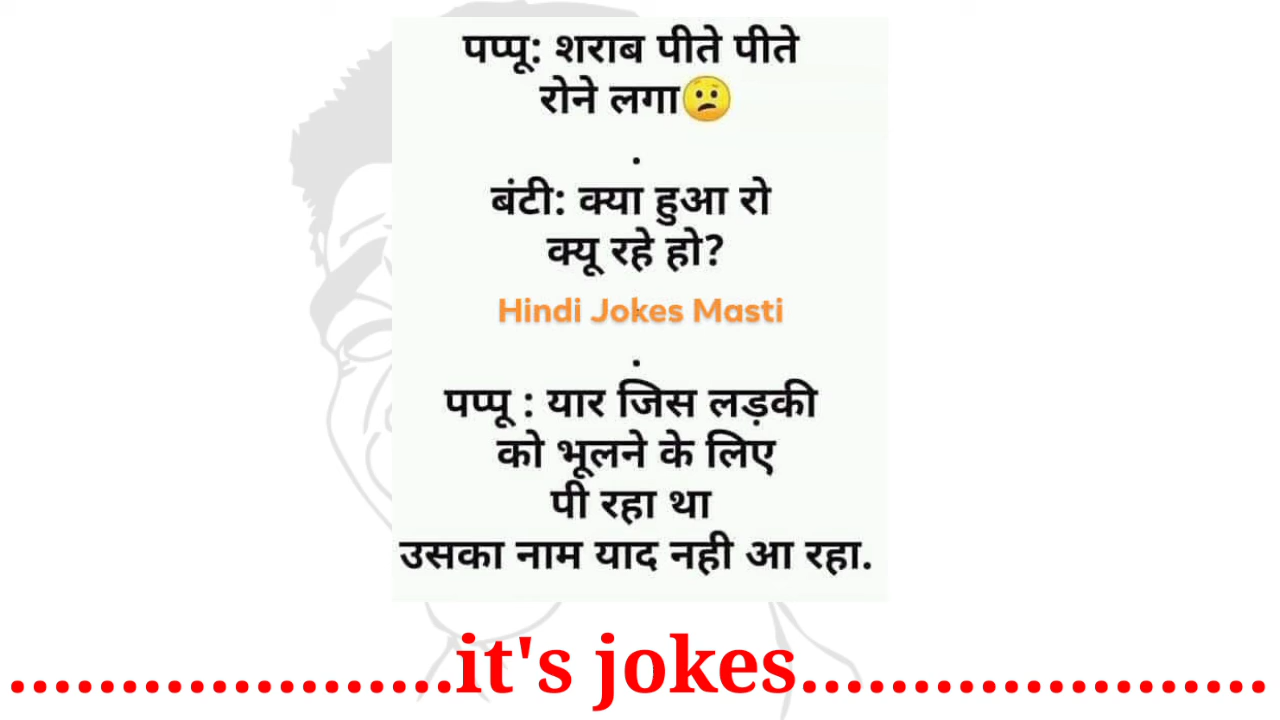 पप्पू: शराब पीते पीते
रोने लगा😕
.
बंटी: क्या हुआ रो
क्यू रहे हो?
Hindi Jokes Masti
.
पप्पू : यार जिस लड़की
को भूलने के लिए
पी रहा था
उसका नाम याद नही आ रहा.
....................it's jokes.....................